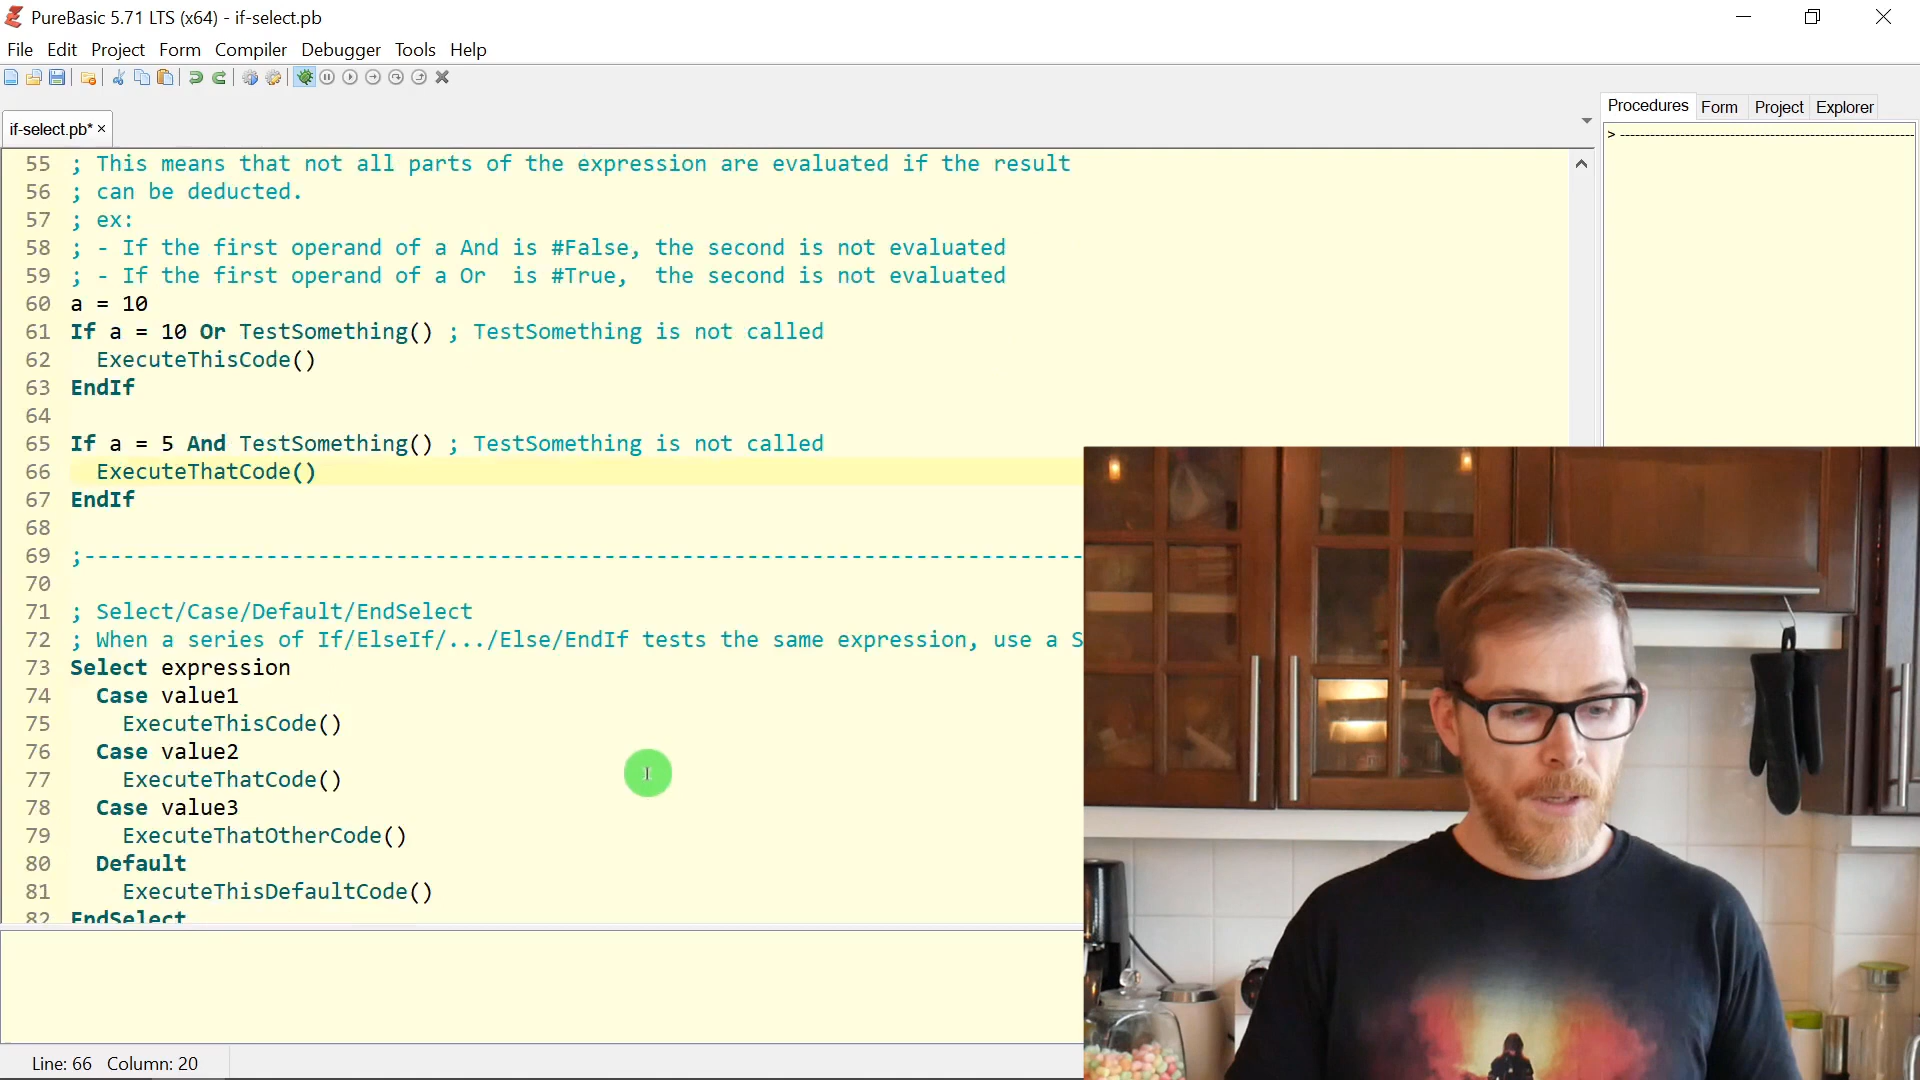 PureBasic 5.71 LTS (x64) - if-select.pb
File Edit Project Form Compiler Debugger Tools Help
if-select.pb*
Procedures Form Project Explorer
>
55 ; This means that not all parts of the expression are evaluated if the result
56 ; can be deducted.
57 ; ex:
58 ; - If the first operand of a And is #False, the second is not evaluated
59 ; - If the first operand of a Or  is #True,  the second is not evaluated
60 a = 10
61 If a = 10 Or TestSomething() ; TestSomething is not called
62   ExecuteThisCode()
63 EndIf
64
65 If a = 5 And TestSomething() ; TestSomething is not called
66   ExecuteThatCode()
67 EndIf
68
69 ;-----------------------------------------------------------------------------
70
71 ; Select/Case/Default/EndSelect
72 ; When a series of If/ElseIf/.../Else/EndIf tests the same expression, use a S
73 Select expression
74   Case value1
75     ExecuteThisCode()
76   Case value2
77     ExecuteThatCode()
78   Case value3
79     ExecuteThatOtherCode()
80   Default
81     ExecuteThisDefaultCode()
82 EndSelect
Line: 66 Column: 20